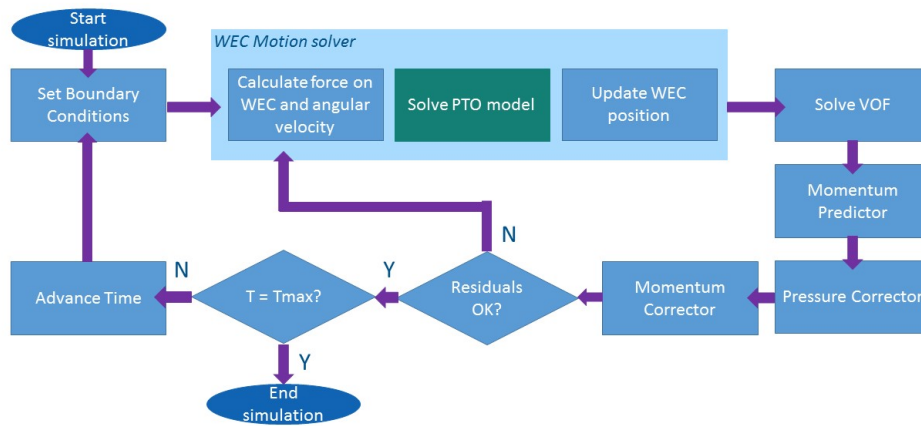 Start
simulation
WEC Motion solver
Set Boundary
Conditions
Calculate force on
WEC and angular
velocity
Solve PTO model
Update WEC
position
Solve VOF
Momentum
Predictor
N
N
Y
Advance Time
T = Tmax?
Residuals
OK?
Momentum
Corrector
Pressure Corrector
Y
End
simulation